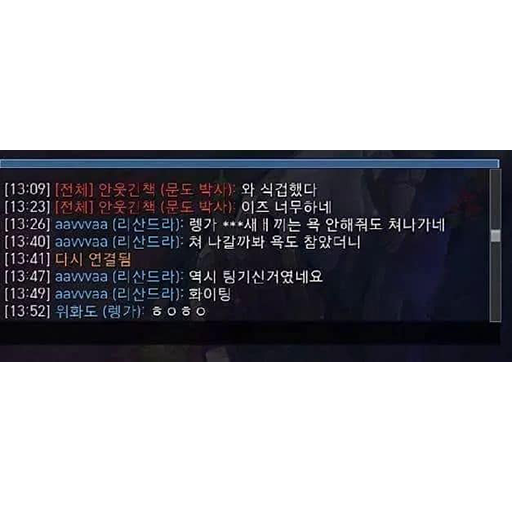 [13:09] [전체] 안웃긴책 (문도 박사): 와 식겁했다
[13:23] [전체] 안웃긴책 (문도 박사): 이즈 너무하네
[13:26] aavvvaa (리산드라): 렝가 ***새ㅐ끼는 욕 안해줘도 쳐나가네
[13:40] aavvvaa (리산드라): 쳐 나갈까봐 욕도 참았더니
[13:41] 다시 연결됨
[13:47] aavvvaa (리산드라): 역시 팅기신거였네요
[13:49] aavvvaa (리산드라): 화이팅
[13:52] 위화도 (렝가): ㅎㅇㅎㅇ